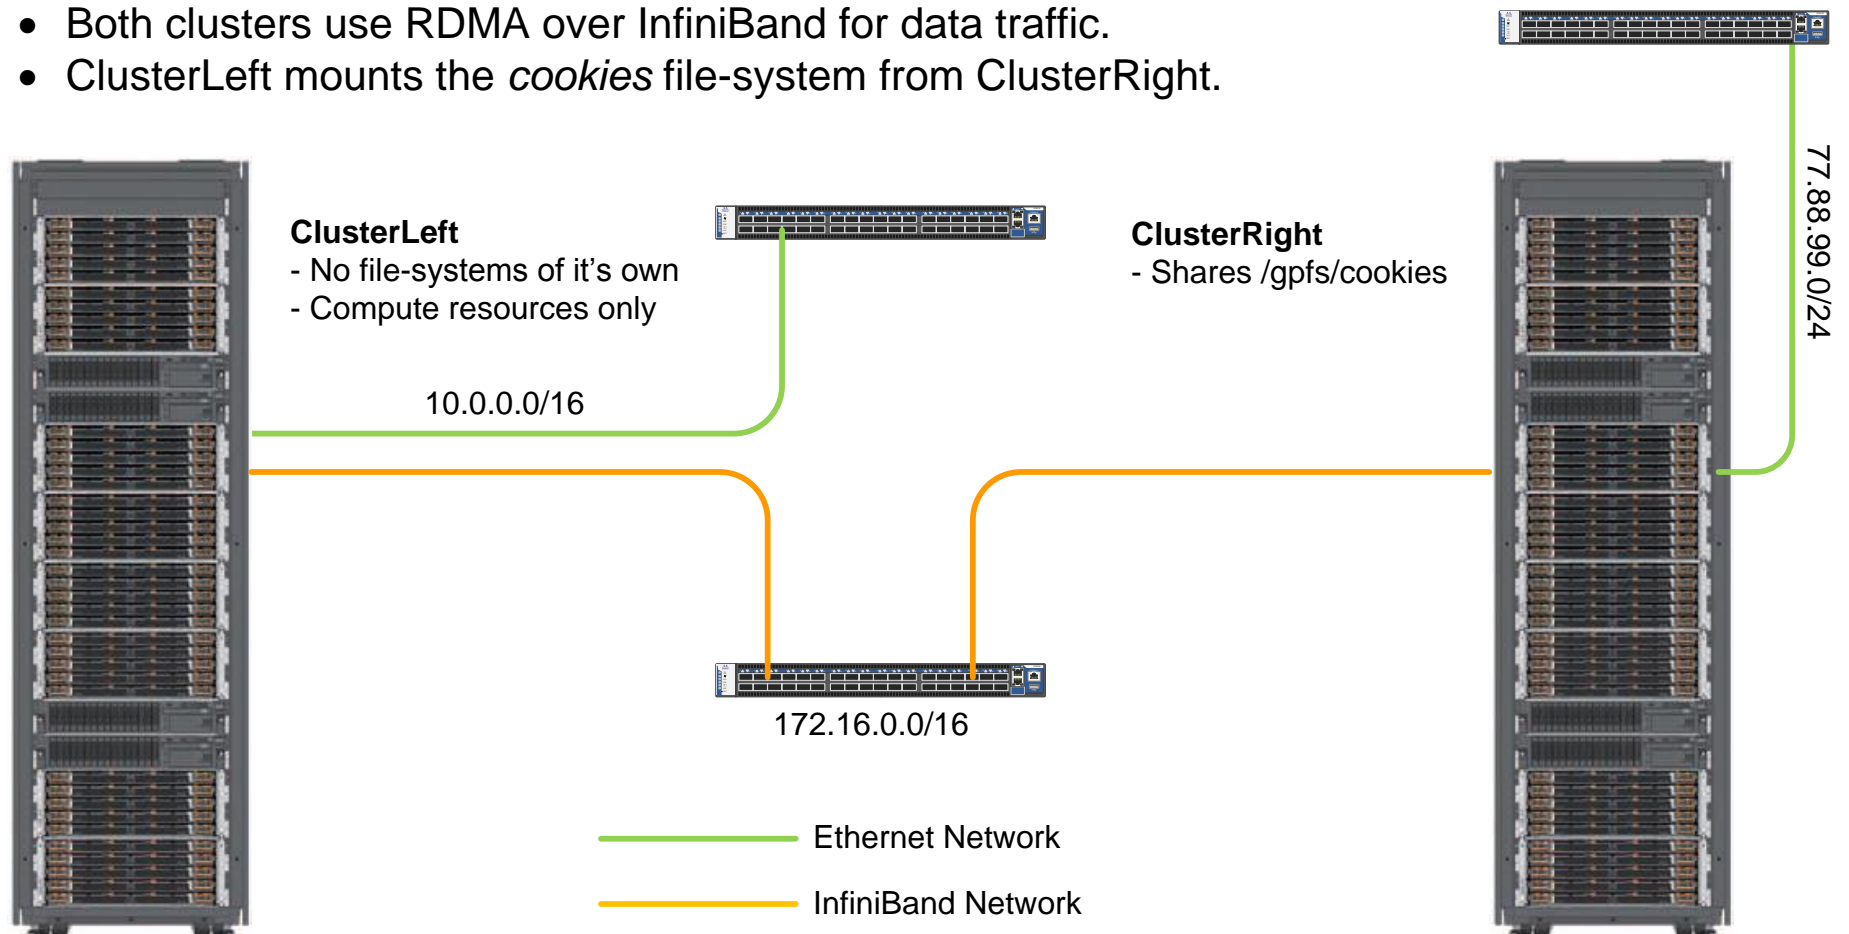 • Both clusters use RDMA over InfiniBand for data traffic.
• ClusterLeft mounts the cookies file-system from ClusterRight.
77.88.99.0/24
ClusterLeft
- No file-systems of it's own
- Compute resources only
ClusterRight
- Shares /gpfs/cookies
10.0.0.0/16
172.16.0.0/16
Ethernet Network
InfiniBand Network